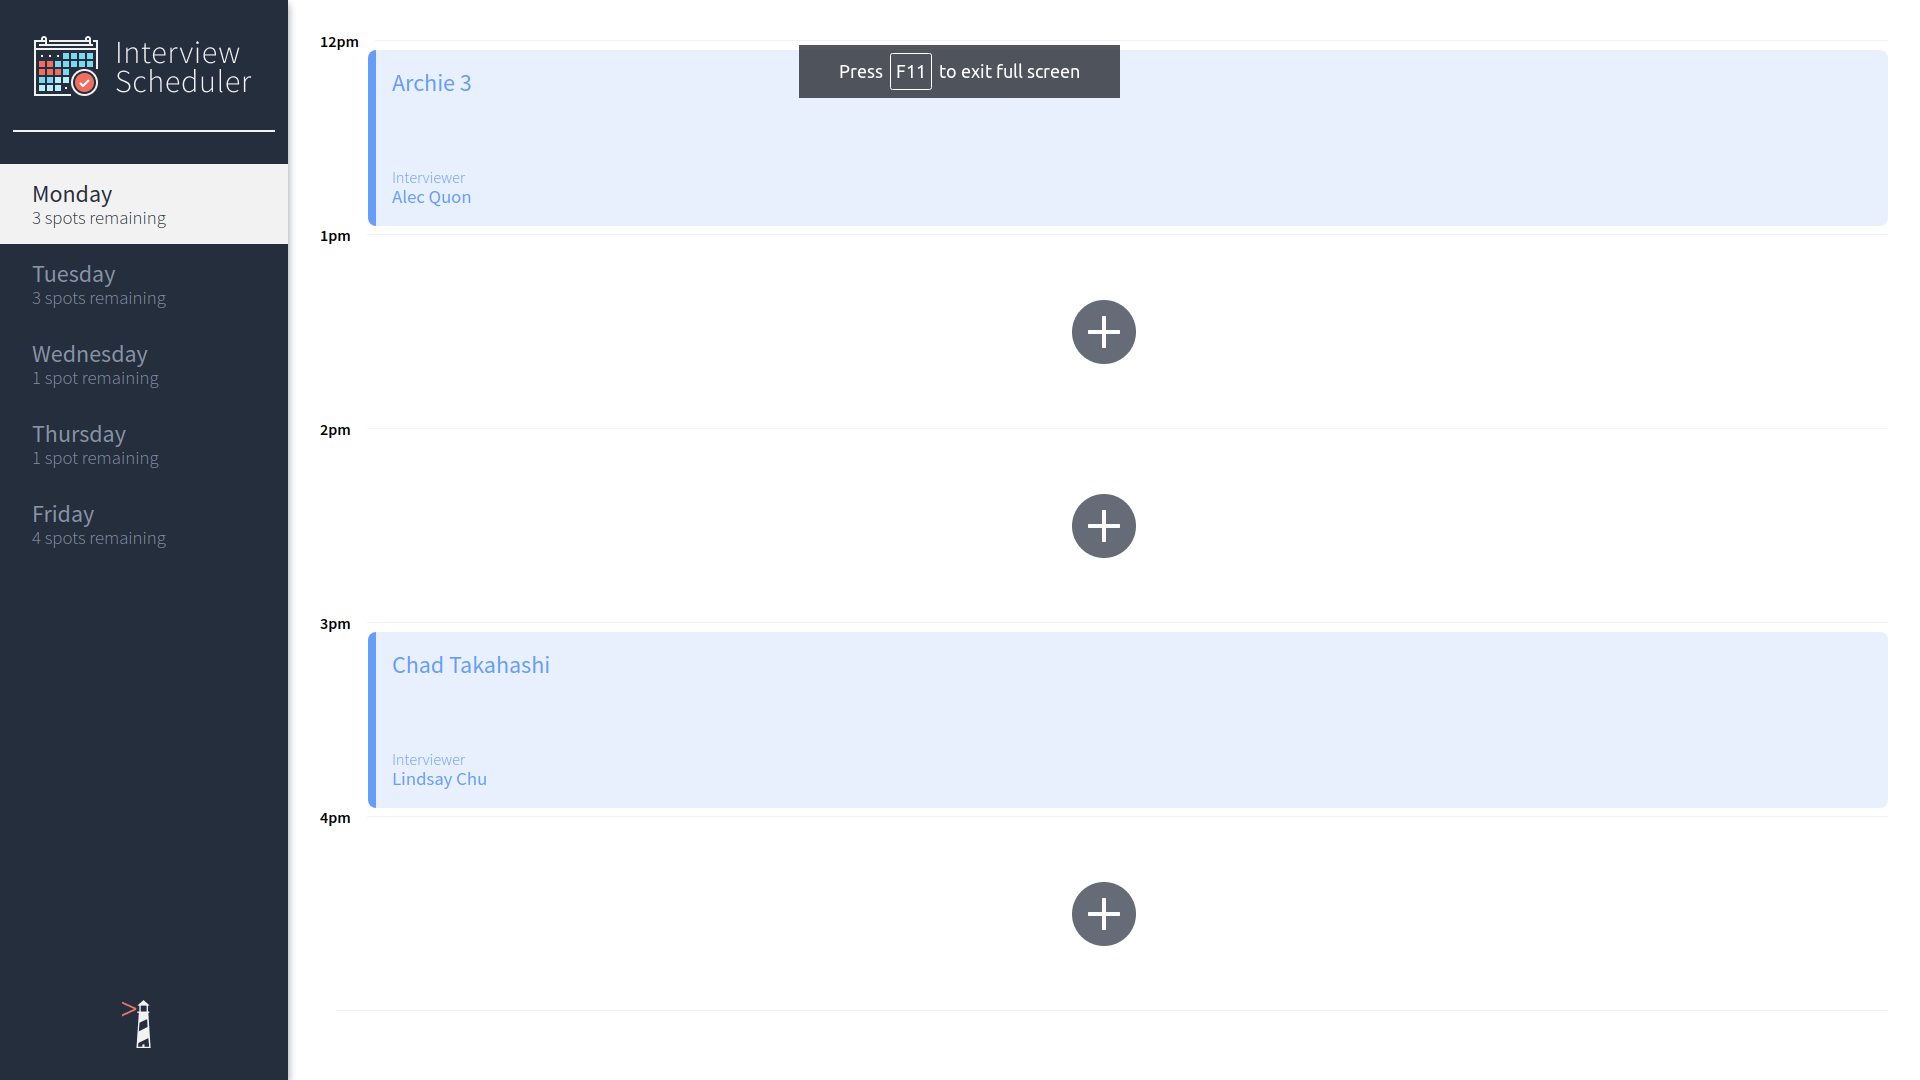 Interview
Scheduler
Monday
3 spots remaining
Tuesday
3 spots remaining
Wednesday
1 spot remaining
Thursday
1 spot remaining
Friday
4 spots remaining
12pm
Press F11 to exit full screen
Archie 3
Interviewer
Alec Quon
1pm
2pm
3pm
Chad Takahashi
Interviewer
Lindsay Chu
4pm